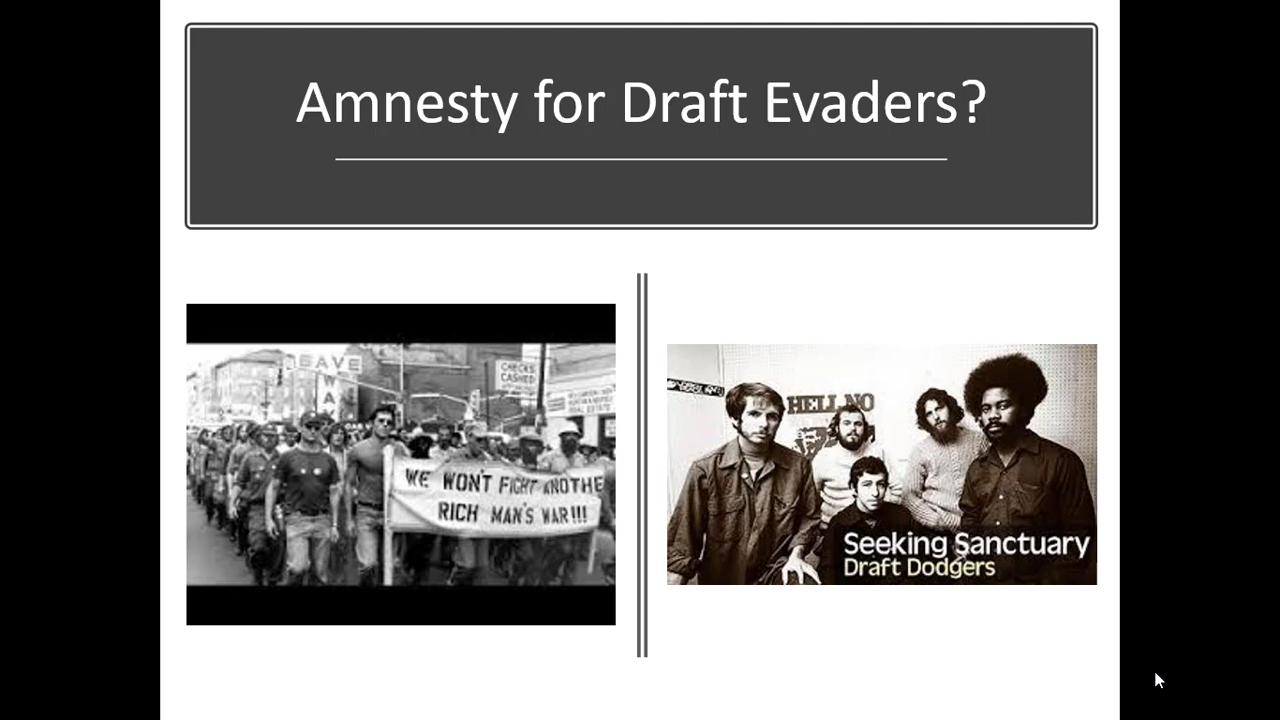 Amnesty for Draft Evaders?
CHECKS
CASHED
WE WON'T FIGHT ANOTHE
RICH MAN'S WAR!!!
HELL NO
Seeking Sanctuary
Draft Dodgers